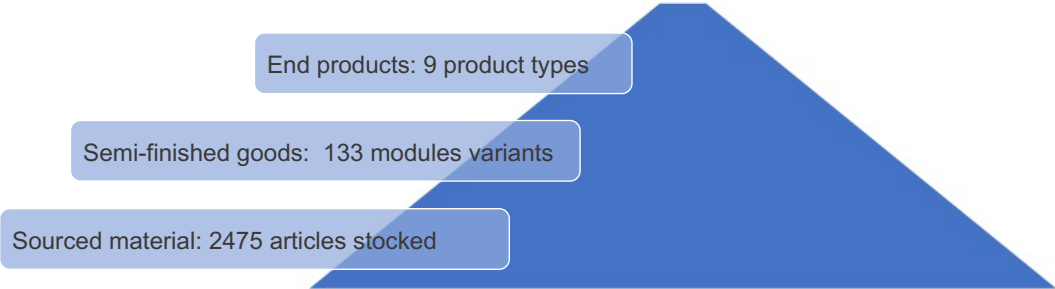 End products: 9 product types
Semi-finished goods:  133 modules variants
Sourced material: 2475 articles stocked